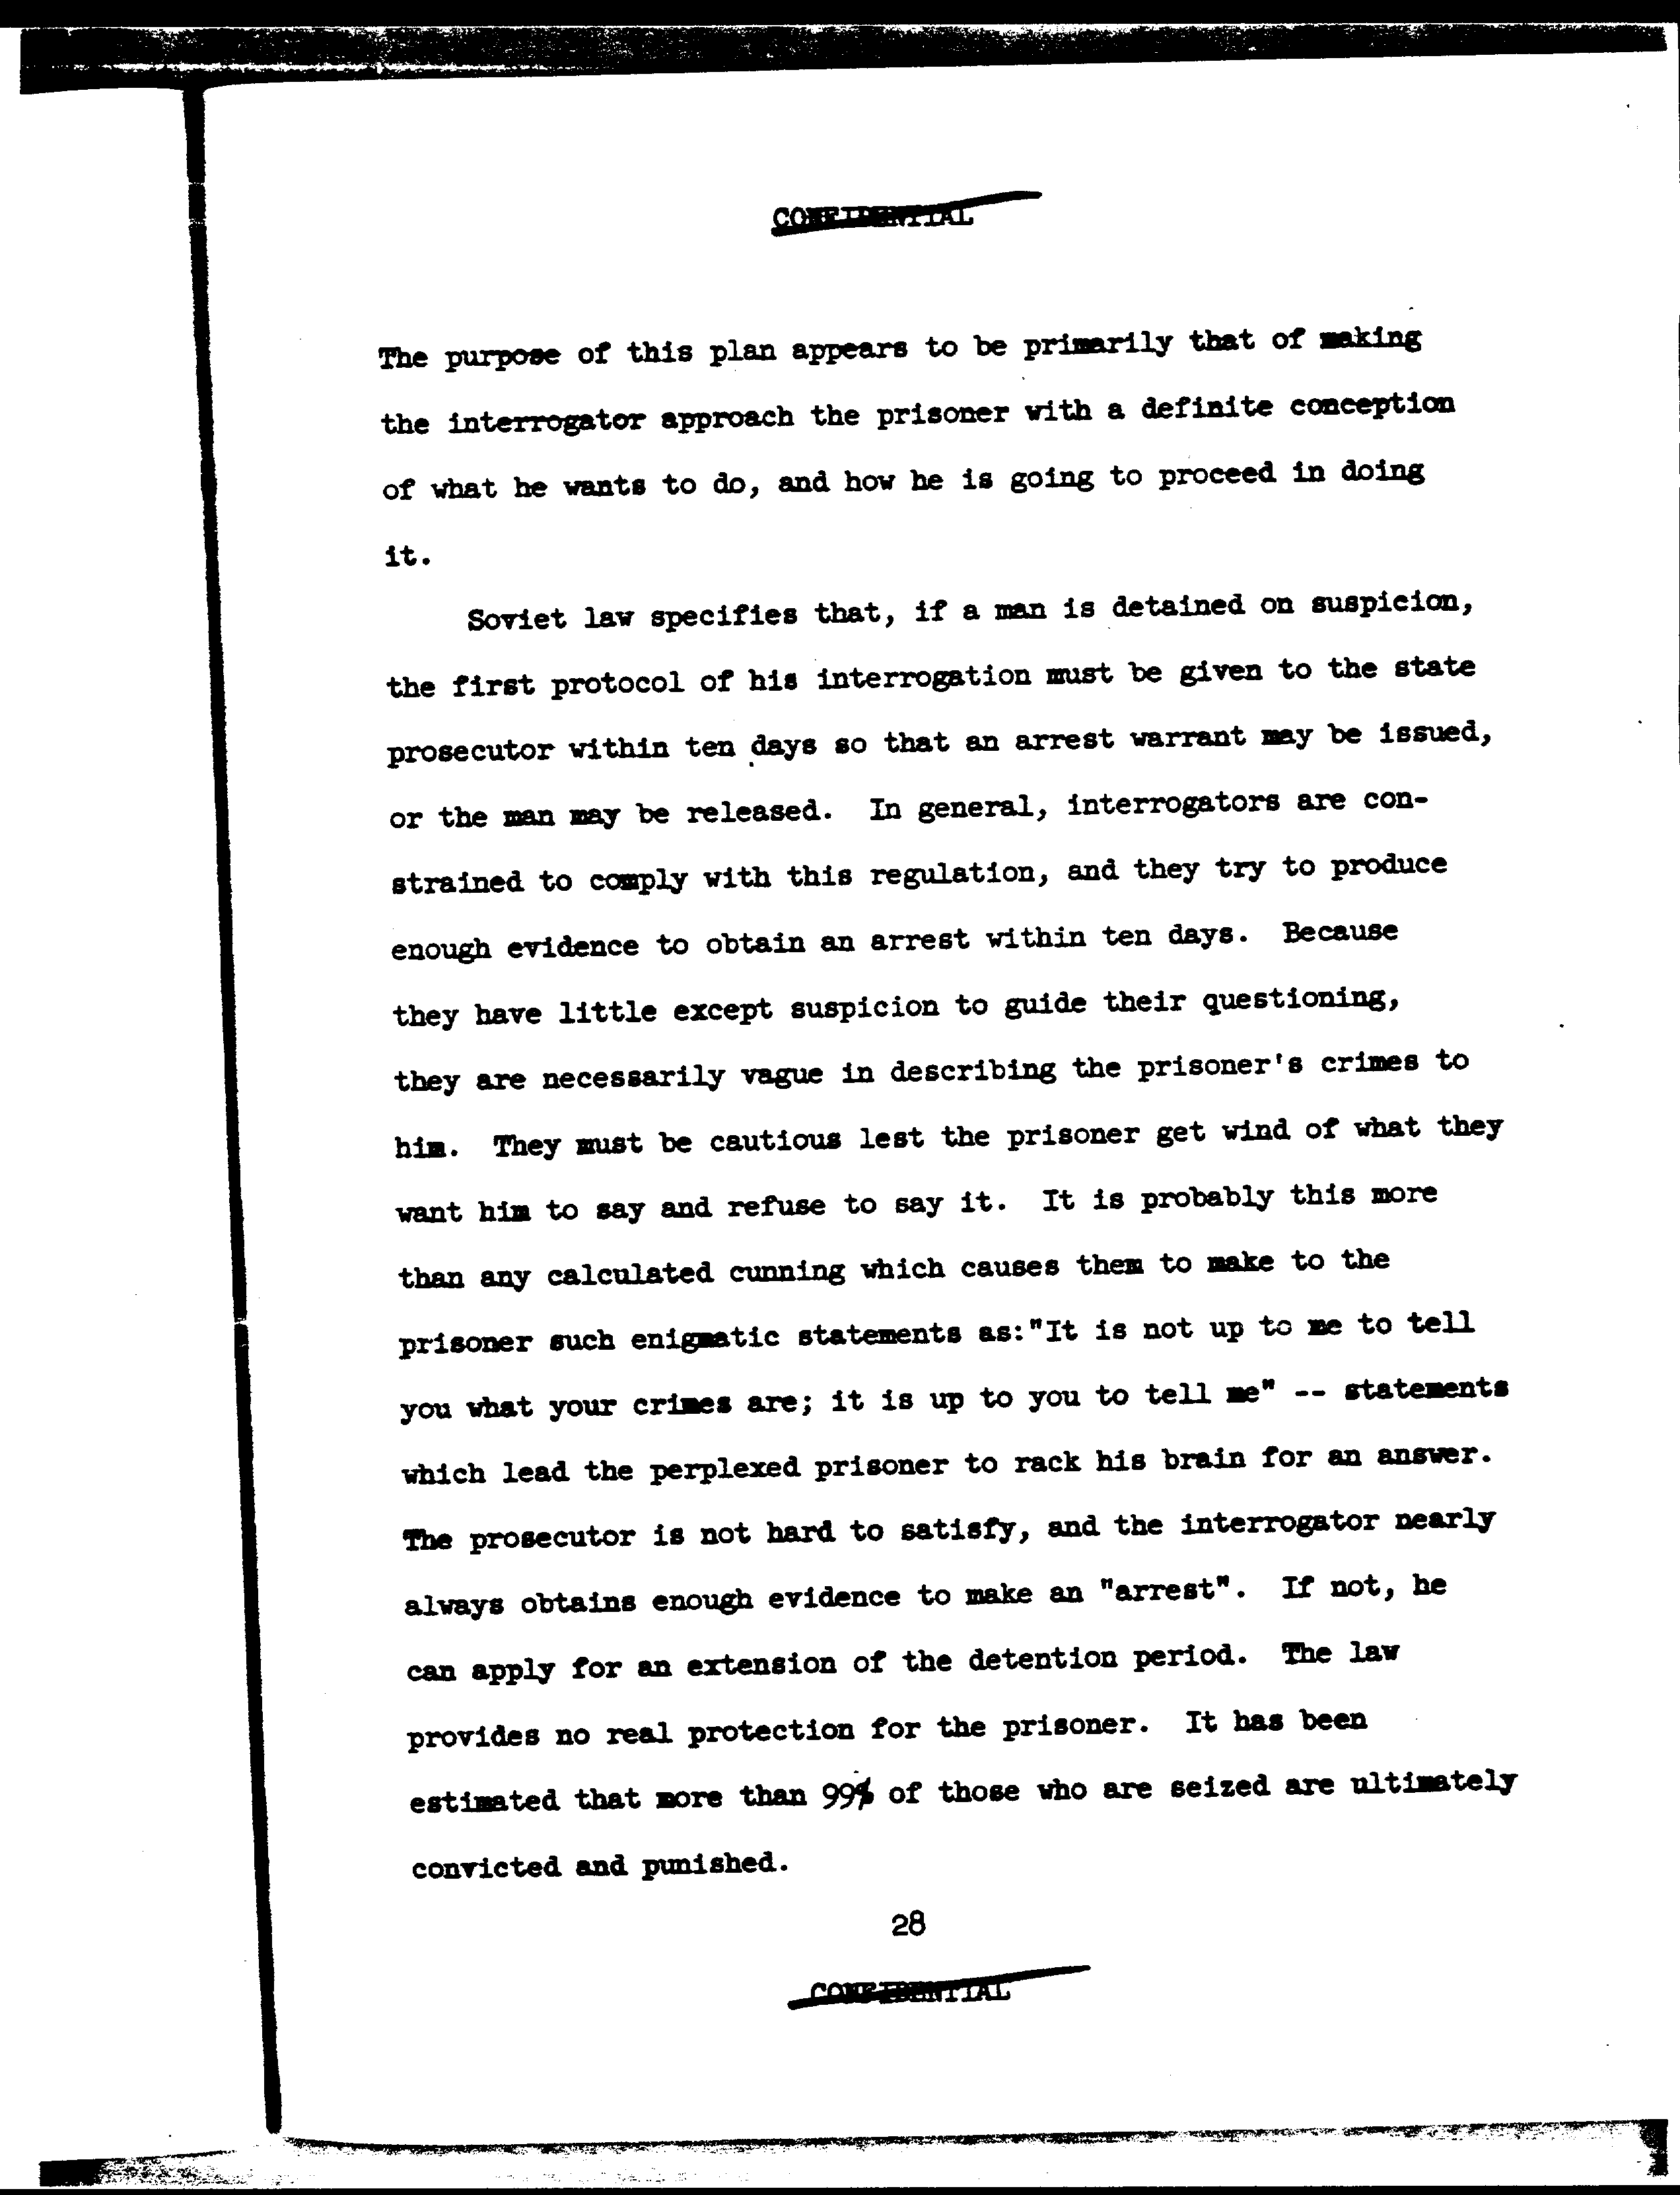 CONFIDENTIAL
The purpose of this plan appears to be primarily that of making
the interrogator approach the prisoner with a definite conception
of what he wants to do, and how he is going to proceed in doing
it.
Soviet law specifies that, if a man is detained on suspicion,
the first protocol of his interrogation must be given to the state
prosecutor within ten days so that an arrest warrant may be issued,
or the man may be released. In general, interrogators are con-
strained to comply with this regulation, and they try to produce
enough evidence to obtain an arrest within ten days. Because
they have little except suspicion to guide their questioning,
they are necessarily vague in describing the prisoner's crimes to
him. They must be cautious lest the prisoner get wind of what they
want him to say and refuse to say it. It is probably this more
than any calculated cunning which causes them to make to the
prisoner such enigmatic statements as:"It is not up to me to tell
you what your crimes are; it is up to you to tell me" -- statements
which lead the perplexed prisoner to rack his brain for an answer.
The prosecutor is not hard to satisfy, and the interrogator nearly
always obtains enough evidence to make an "arrest". If not, he
can apply for an extension of the detention period. The law
provides no real protection for the prisoner. It has been
estimated that more than 99% of those who are seized are ultimately
convicted and punished.
28
CONFIDENTIAL